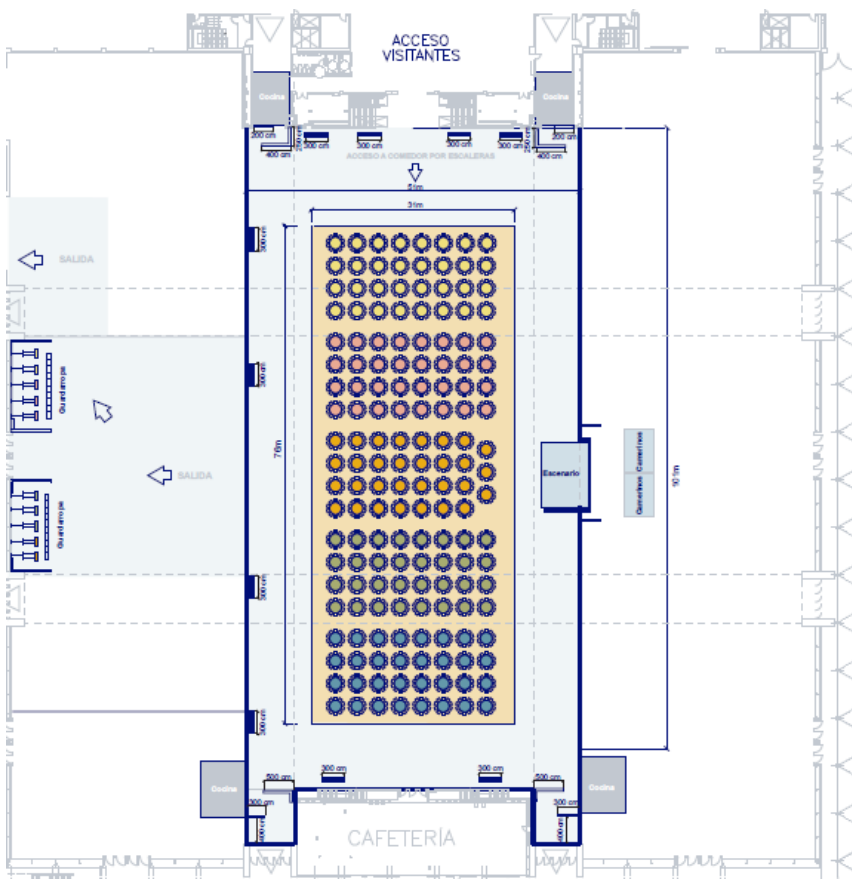 ACCESO
VISITANTES
Cocina
Cocina
200 cm
250 cm
400 cm
300 cm
300 cm
300 cm
300 cm
250 cm
200 cm
400 cm
ACCESO A COMEDOR POR ESCALERAS
51m
31m
300 cm
SALIDA
300 cm
Guardarropa
76m
101m
Escenario
Camerinos
Camerinos
SALIDA
Guardarropa
300 cm
300 cm
300 cm
300 cm
500 cm
500 cm
Cocina
Cocina
300 cm
300 cm
400 cm
400 cm
CAFETERÍA